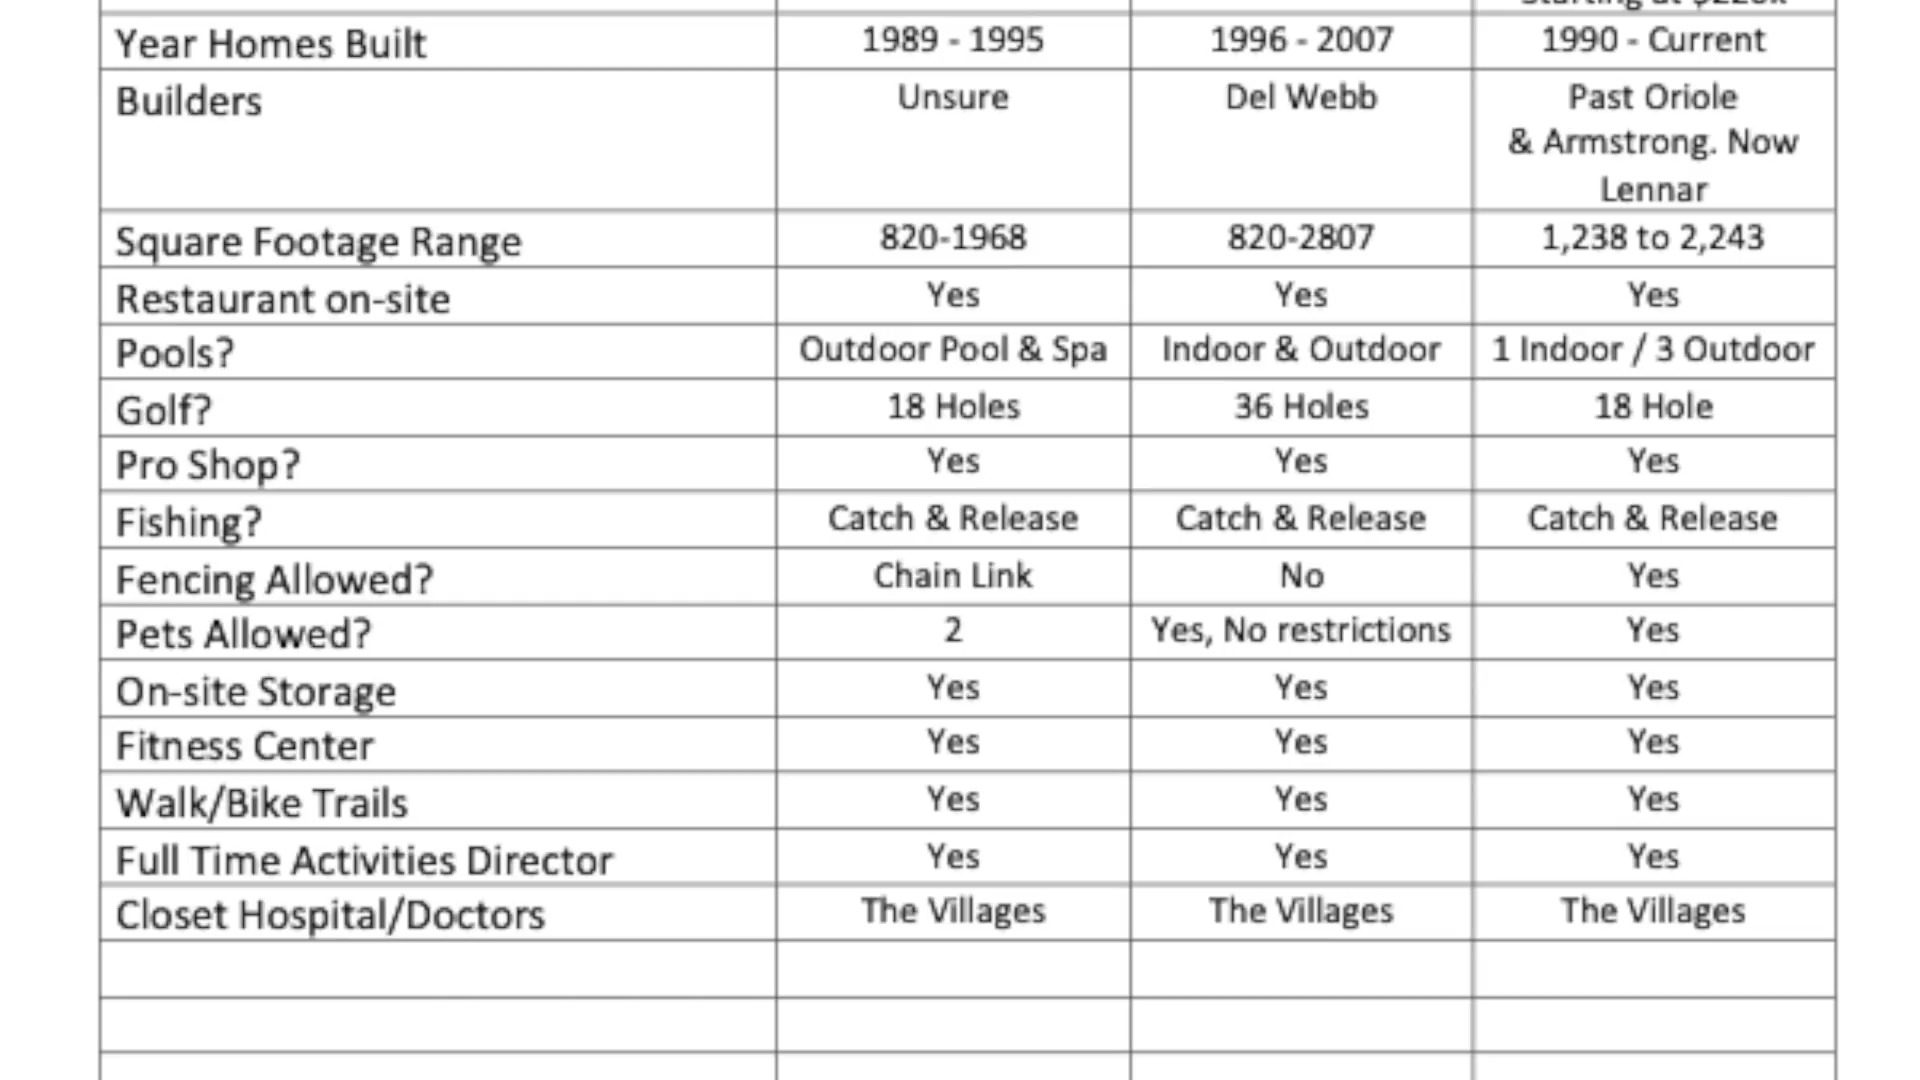 Year Homes Built 1989 - 1995 1996 - 2007 1990 - Current
Builders Unsure Del Webb Past Oriole
& Armstrong. Now
Lennar
Square Footage Range 820-1968 820-2807 1,238 to 2,243
Restaurant on-site Yes Yes Yes
Pools? Outdoor Pool & Spa Indoor & Outdoor 1 Indoor / 3 Outdoor
Golf? 18 Holes 36 Holes 18 Hole
Pro Shop? Yes Yes Yes
Fishing? Catch & Release Catch & Release Catch & Release
Fencing Allowed? Chain Link No Yes
Pets Allowed? 2 Yes, No restrictions Yes
On-site Storage Yes Yes Yes
Fitness Center Yes Yes Yes
Walk/Bike Trails Yes Yes Yes
Full Time Activities Director Yes Yes Yes
Closet Hospital/Doctors The Villages The Villages The Villages